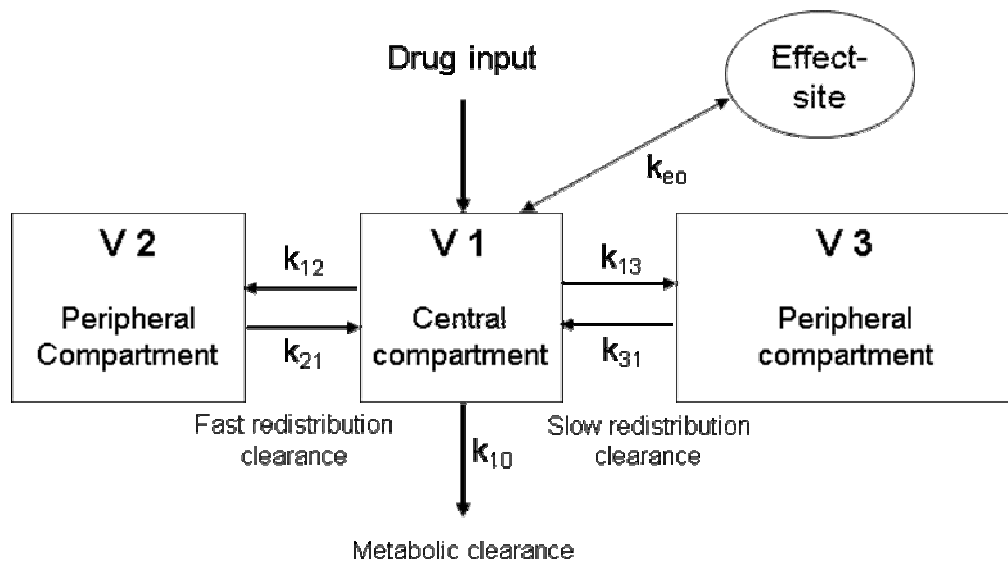 Drug input
Effect-
site
keo
V 2
Peripheral
Compartment
k12
k21
V 1
Central
compartment
k13
k31
V 3
Peripheral
compartment
Fast redistribution
clearance
k10
Slow redistribution
clearance
Metabolic clearance